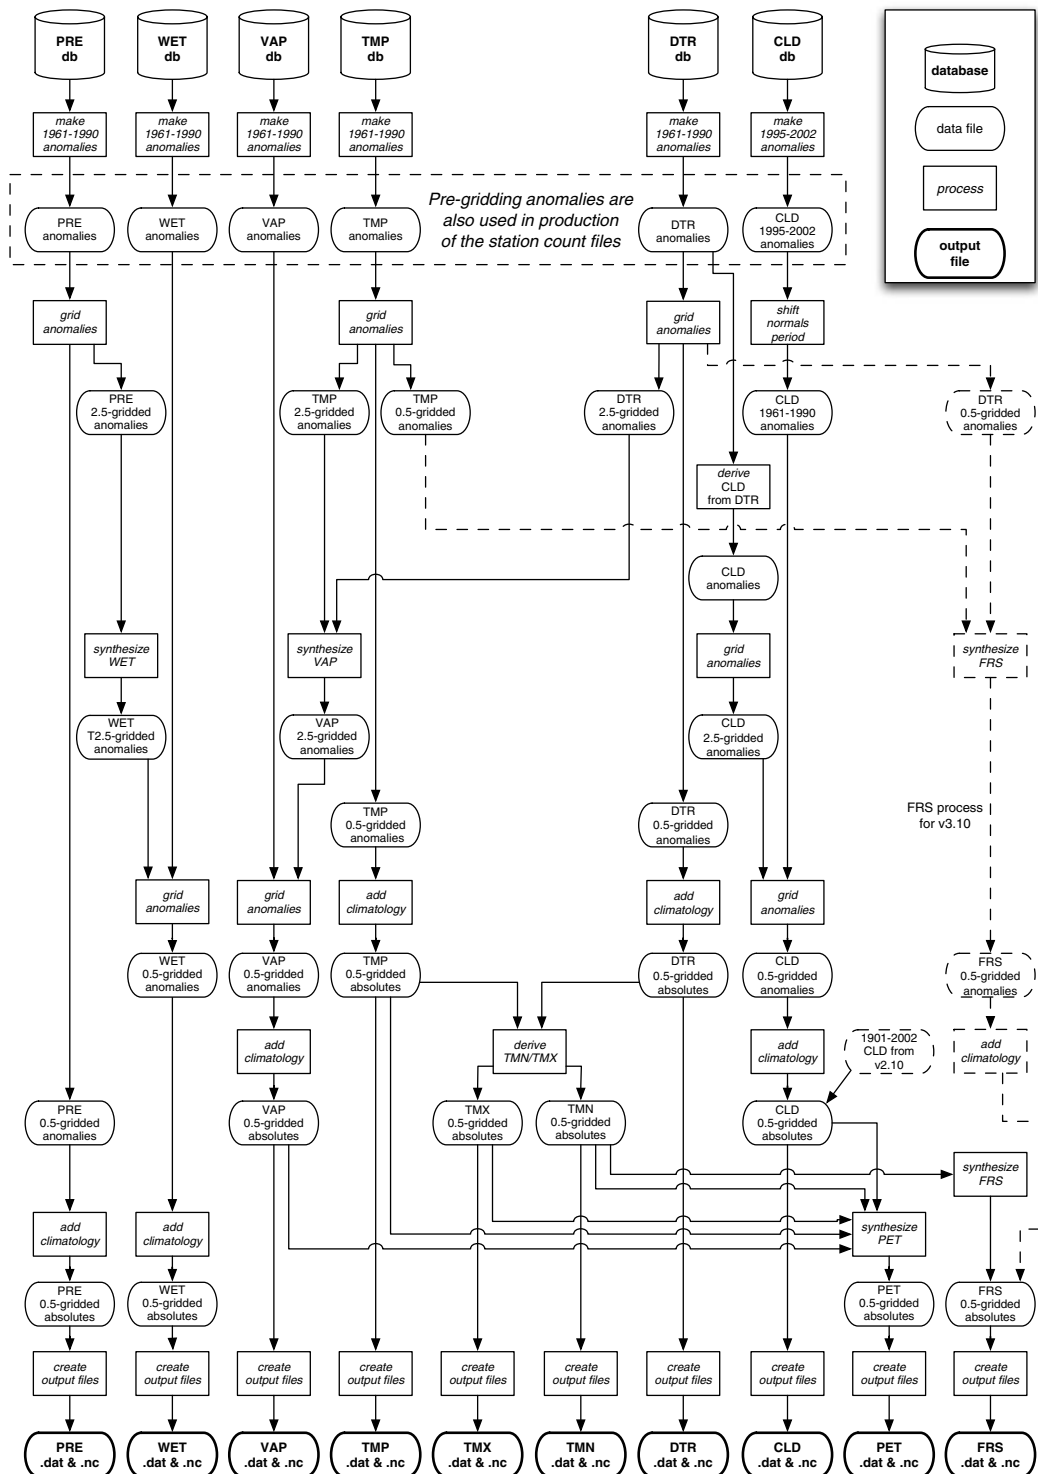 PRE
db
WET
db
VAP
db
TMP
db
DTR
db
CLD
db
database
data file
process
output
file
make
1961-1990
anomalies
make
1961-1990
anomalies
make
1961-1990
anomalies
make
1961-1990
anomalies
make
1961-1990
anomalies
make
1995-2002
anomalies
Pre-gridding anomalies are
also used in production
of the station count files
PRE
anomalies
WET
anomalies
VAP
anomalies
TMP
anomalies
DTR
anomalies
CLD
1995-2002
anomalies
grid
anomalies
grid
anomalies
grid
anomalies
shift
normals
period
PRE
2.5-gridded
anomalies
TMP
2.5-gridded
anomalies
TMP
0.5-gridded
anomalies
DTR
2.5-gridded
anomalies
CLD
1961-1990
anomalies
DTR
0.5-gridded
anomalies
derive
CLD
from DTR
CLD
anomalies
synthesize
WET
synthesize
VAP
grid
anomalies
synthesize
FRS
WET
T2.5-gridded
anomalies
VAP
2.5-gridded
anomalies
CLD
2.5-gridded
anomalies
TMP
0.5-gridded
anomalies
DTR
0.5-gridded
anomalies
FRS process
for v3.10
grid
anomalies
grid
anomalies
add
climatology
add
climatology
grid
anomalies
WET
0.5-gridded
anomalies
VAP
0.5-gridded
anomalies
TMP
0.5-gridded
absolutes
DTR
0.5-gridded
absolutes
CLD
0.5-gridded
anomalies
FRS
0.5-gridded
anomalies
add
climatology
derive
TMN/TMX
add
climatology
1901-2002
CLD from
v2.10
add
climatology
PRE
0.5-gridded
anomalies
VAP
0.5-gridded
absolutes
TMX
0.5-gridded
absolutes
TMN
0.5-gridded
absolutes
CLD
0.5-gridded
absolutes
synthesize
FRS
add
climatology
add
climatology
synthesize
PET
PRE
0.5-gridded
absolutes
WET
0.5-gridded
absolutes
PET
0.5-gridded
absolutes
FRS
0.5-gridded
absolutes
create
output files
create
output files
create
output files
create
output files
create
output files
create
output files
create
output files
create
output files
create
output files
create
output files
PRE
.dat & .nc
WET
.dat & .nc
VAP
.dat & .nc
TMP
.dat & .nc
TMX
.dat & .nc
TMN
.dat & .nc
DTR
.dat & .nc
CLD
.dat & .nc
PET
.dat & .nc
FRS
.dat & .nc